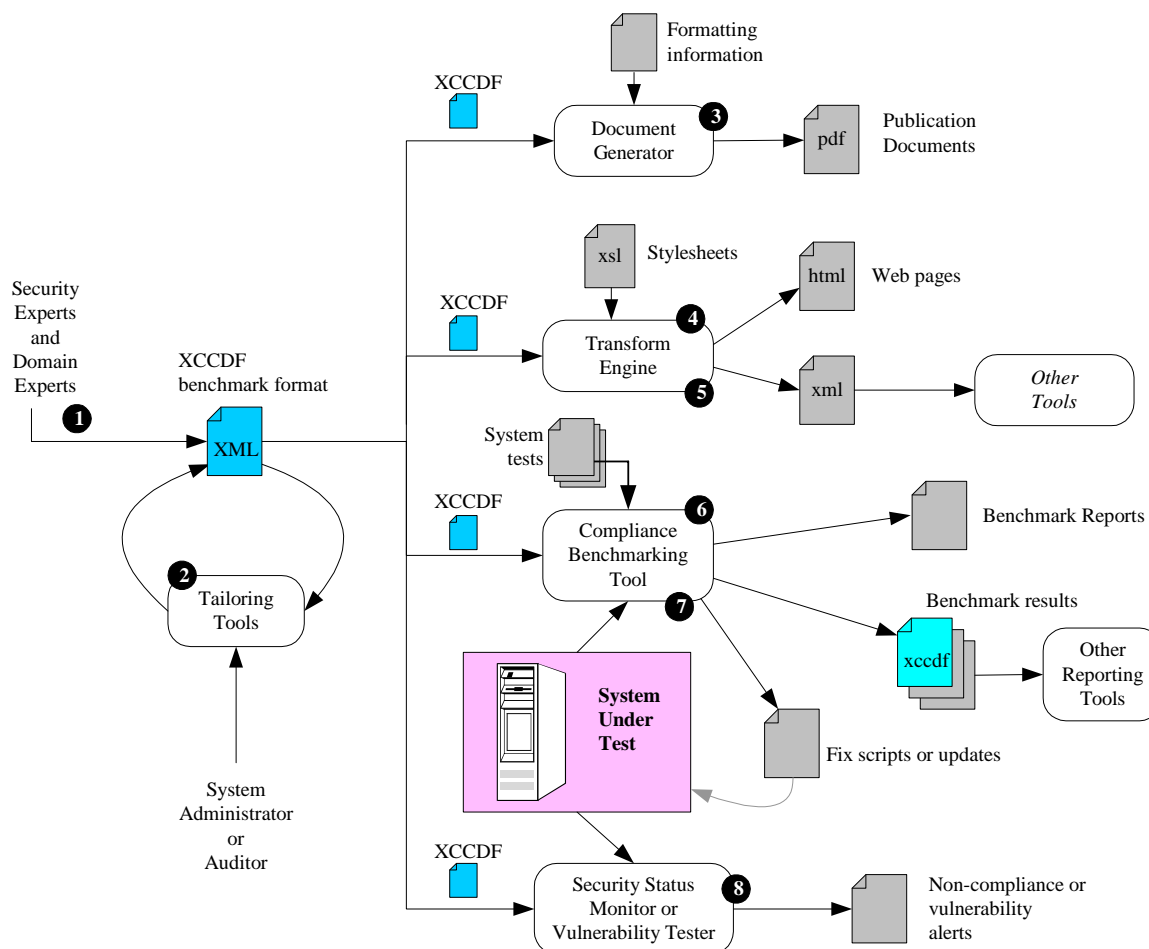 Formatting
information
XCCDF
3
Document
Generator
pdf
Publication
Documents
xsl
Stylesheets
html
Web pages
XCCDF
4
Transform
Engine
5
xml
Other
Tools
Security
Experts
and
Domain
Experts
1
XCCDF
benchmark format
XML
System
tests
XCCDF
6
Compliance
Benchmarking
Tool
7
Benchmark Reports
2
Tailoring
Tools
Benchmark results
xccdf
Other
Reporting
Tools
System
Under
Test
Fix scripts or updates
System
Administrator
or
Auditor
XCCDF
8
Security Status
Monitor or
Vulnerability Tester
Non-compliance or
vulnerability
alerts